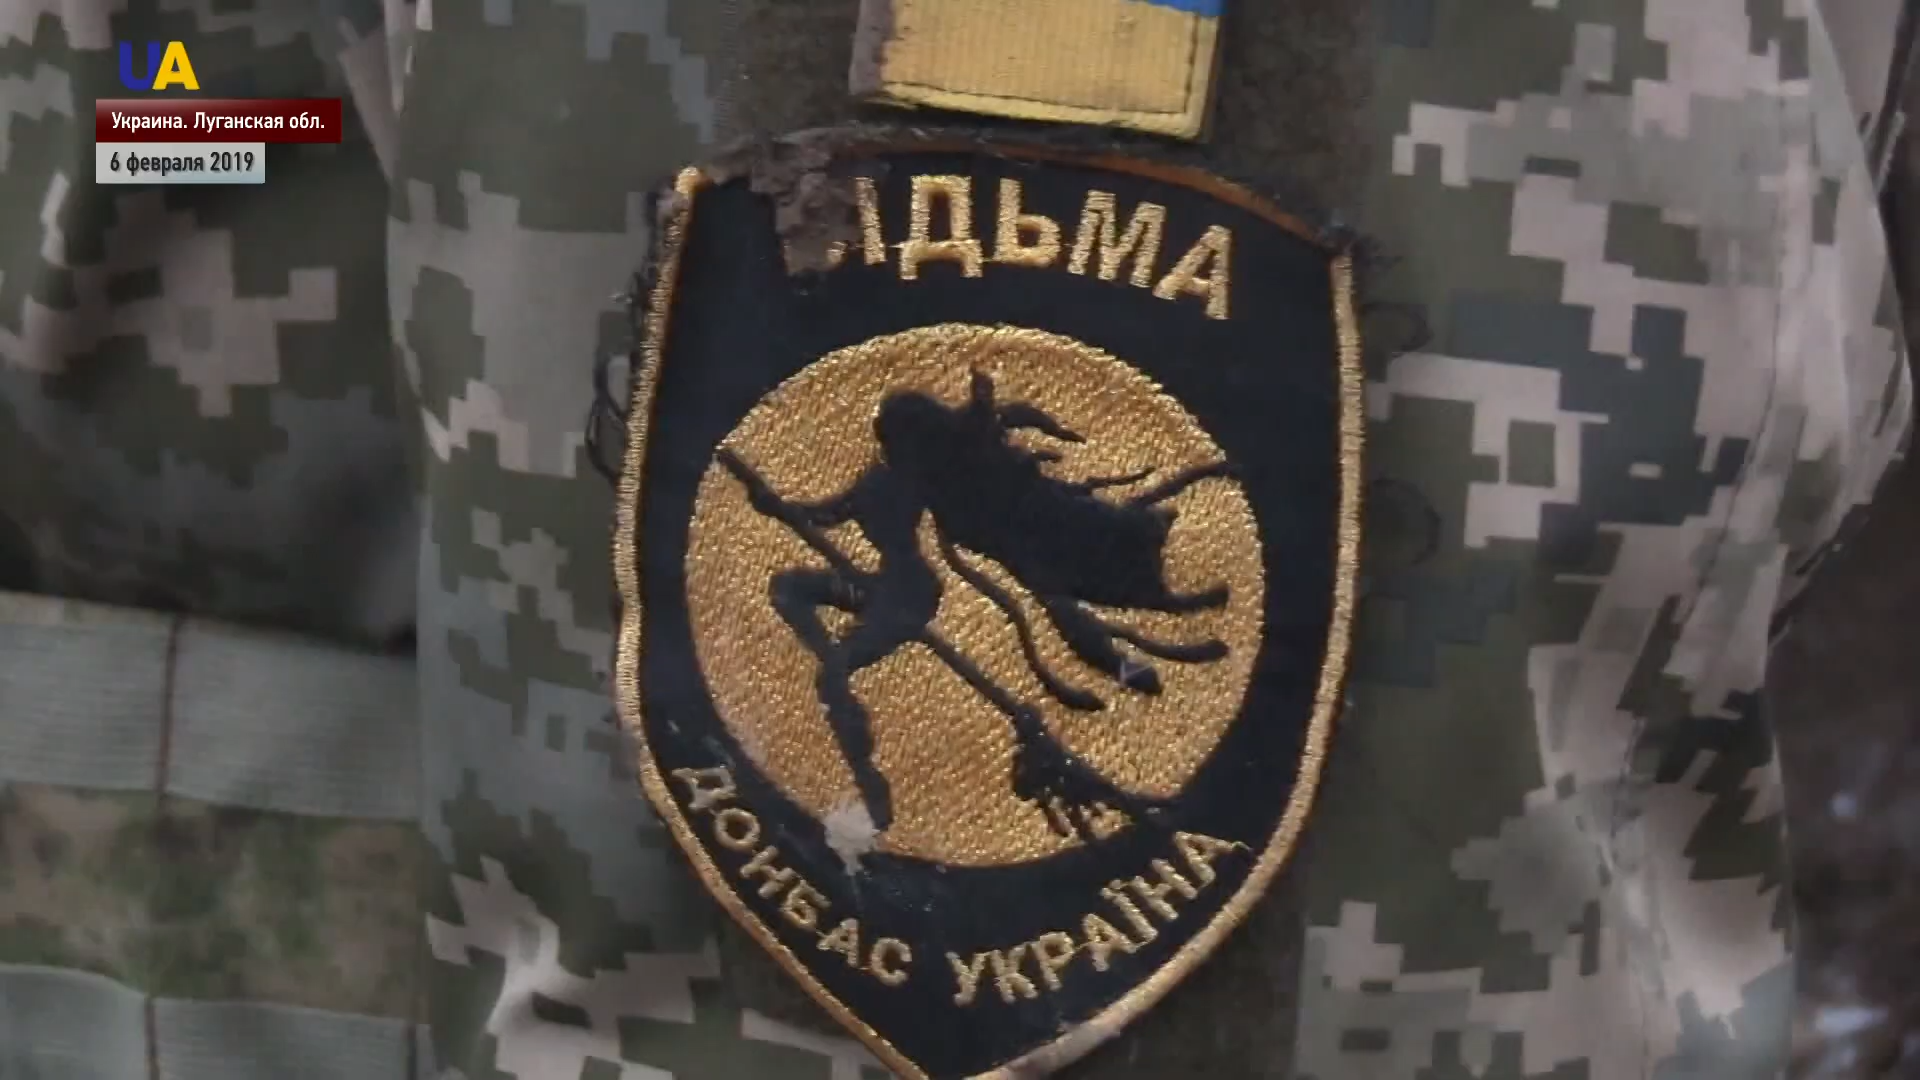 UA
Украина. Луганская обл.
6 февраля 2019
ІДЬМА
ДОНБАС УКРАЇНА